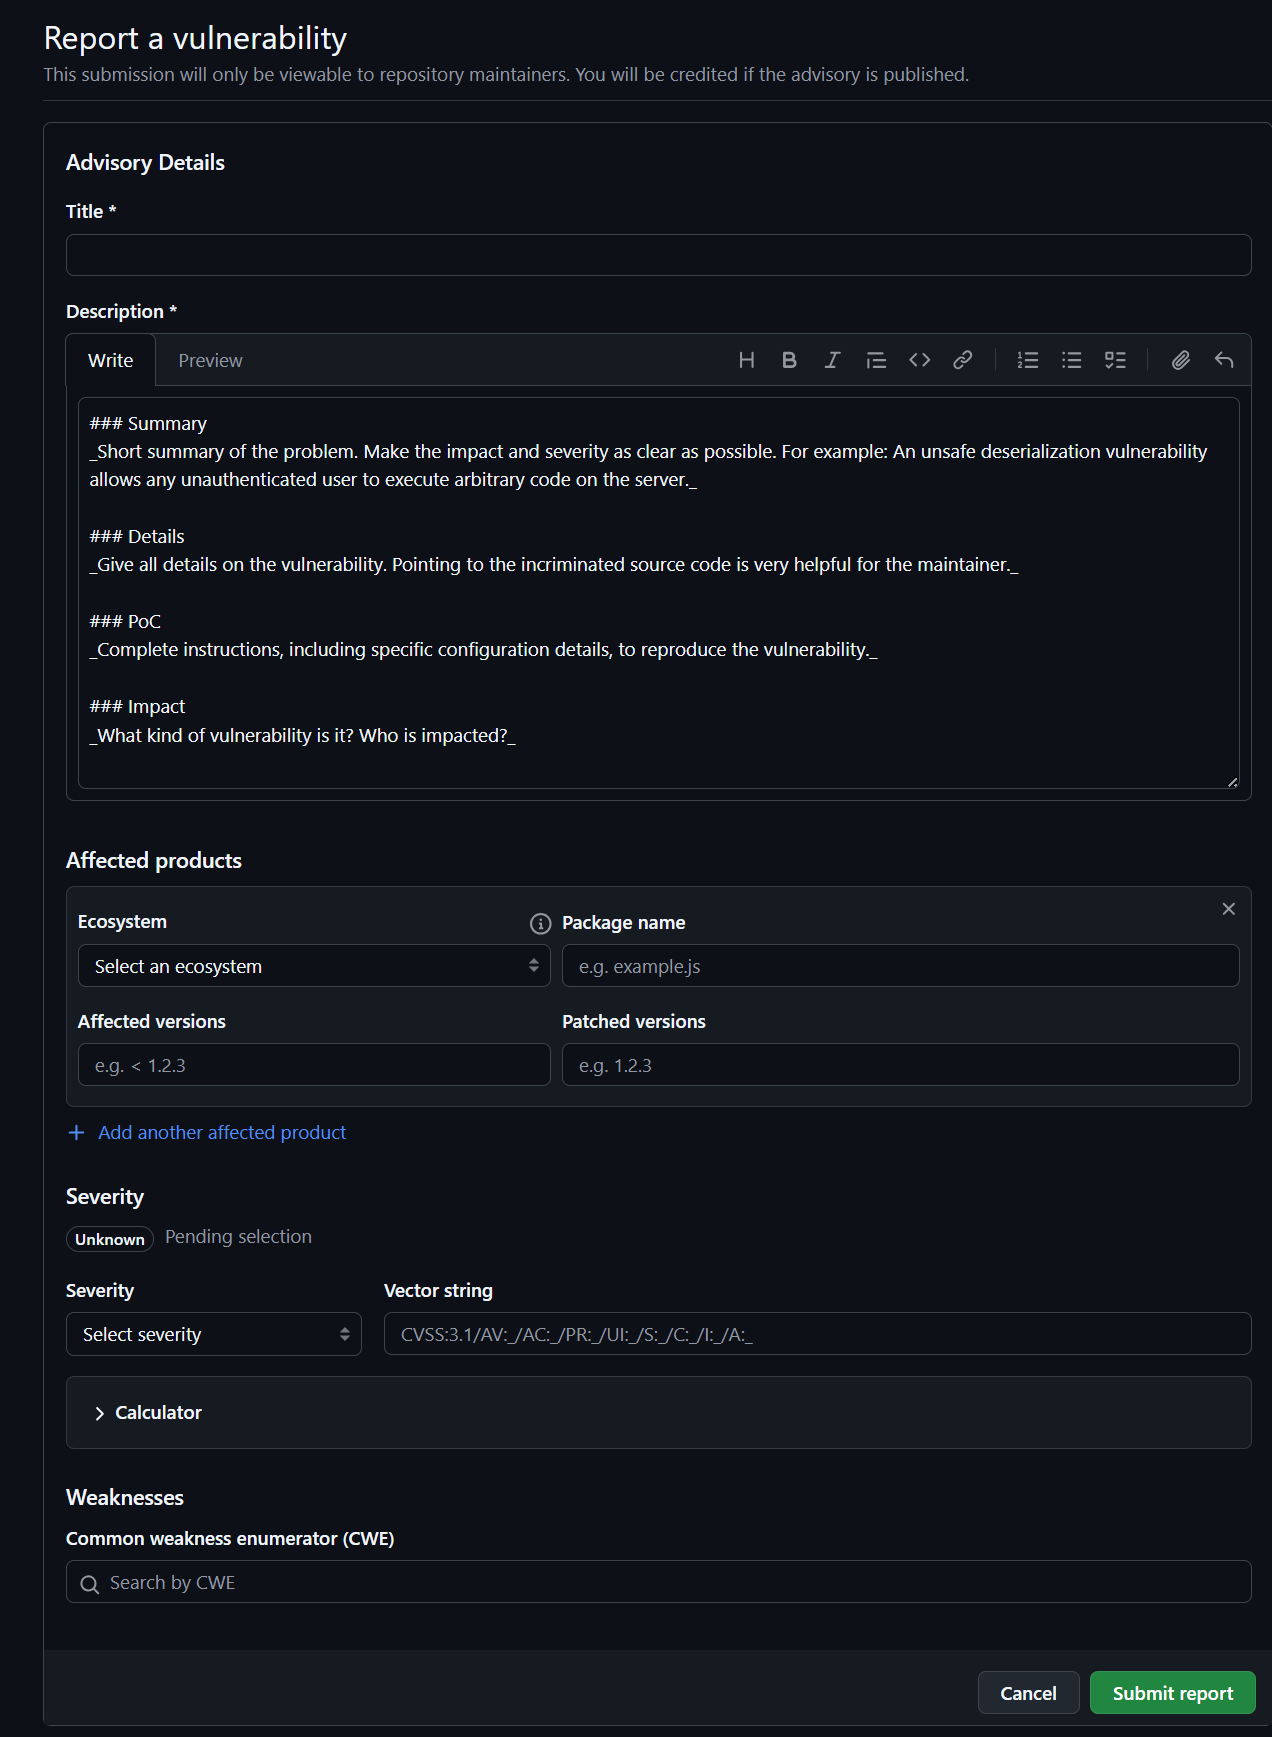 Report a vulnerability
This submission will only be viewable to repository maintainers. You will be credited if the advisory is published.
Advisory Details
Title *
Description *
Write
Preview
### Summary
_Short summary of the problem. Make the impact and severity as clear as possible. For example: An unsafe deserialization vulnerability
allows any unauthenticated user to execute arbitrary code on the server._
### Details
_Give all details on the vulnerability. Pointing to the incriminated source code is very helpful for the maintainer._
### PoC
_Complete instructions, including specific configuration details, to reproduce the vulnerability._
### Impact
_What kind of vulnerability is it? Who is impacted?_
Affected products
Ecosystem
Package name
Select an ecosystem
e.g. example.js
Affected versions
Patched versions
e.g. < 1.2.3
e.g. 1.2.3
Add another affected product
Severity
Unknown Pending selection
Severity
Vector string
Select severity
CVSS:3.1/AV:_/AC:_/PR:_/UI:_/S:_/C:_/I:_/A:_
Calculator
Weaknesses
Common weakness enumerator (CWE)
Search by CWE
Cancel
Submit report